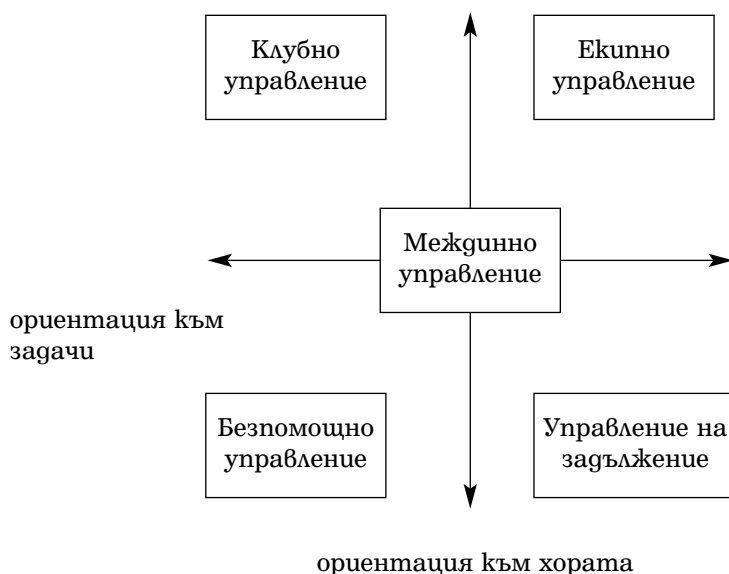 Клубно
управление
Екипно
управление
Междинно
управление
ориентация към
задачи
Безпомощно
управление
Управление на
задължение
ориентация към хората